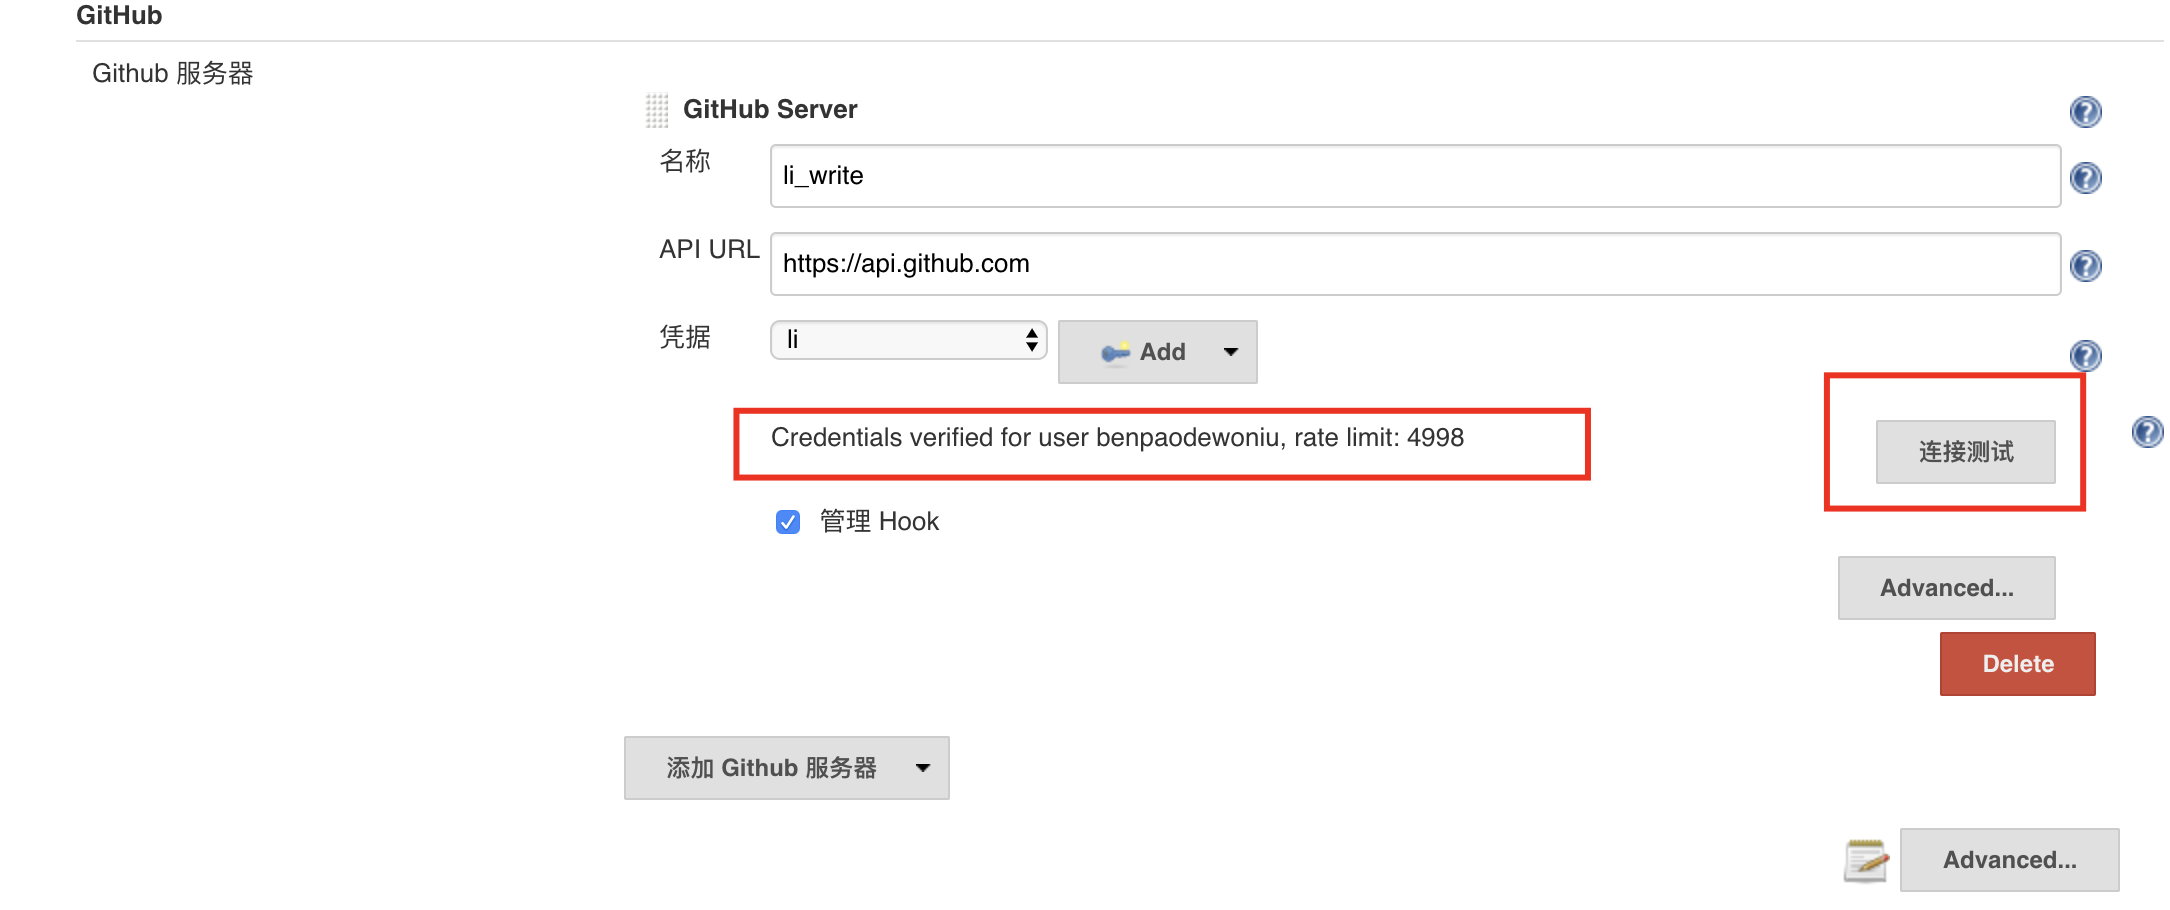 GitHub
Github 服务器
GitHub Server
名称
li_write
API URL
https://api.github.com
凭据
li
Add
Credentials verified for user benpaodewoniu, rate limit: 4998
连接测试
管理 Hook
Advanced...
Delete
添加 Github 服务器
Advanced...